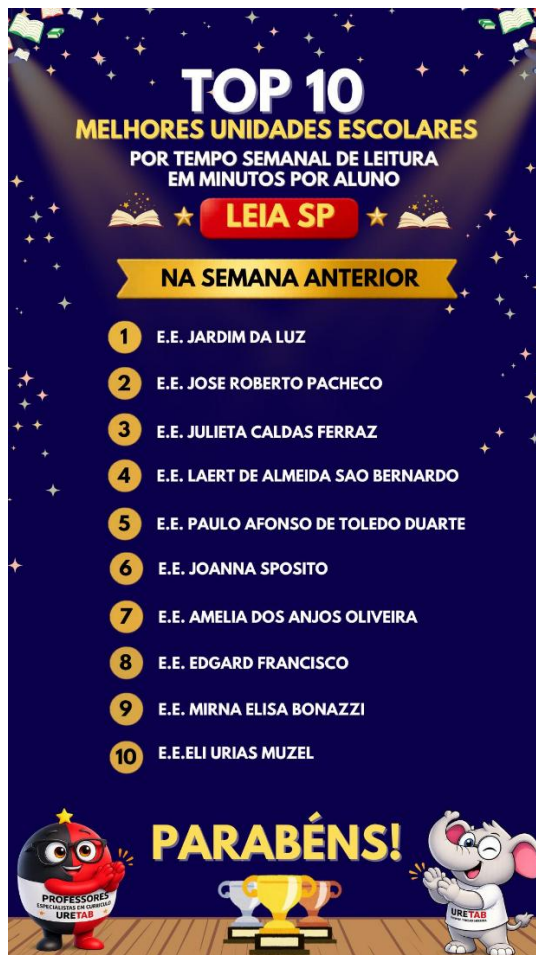 TOP 10
MELHORES UNIDADES ESCOLARES
POR TEMPO SEMANAL DE LEITURA
EM MINUTOS POR ALUNO
LEIA SP
NA SEMANA ANTERIOR
1 E.E. JARDIM DA LUZ
2 E.E. JOSE ROBERTO PACHECO
3 E.E. JULIETA CALDAS FERRAZ
4 E.E. LAERT DE ALMEIDA SAO BERNARDO
5 E.E. PAULO AFONSO DE TOLEDO DUARTE
6 E.E. JOANNA SPOSITO
7 E.E. AMELIA DOS ANJOS OLIVEIRA
8 E.E. EDGARD FRANCISCO
9 E.E. MIRNA ELISA BONAZZI
10 E.E.ELI URIAS MUZEL
PARABÉNS!
PROFESSORES
ESPECIALISTAS EM CURRÍCULO
URETAB
URETAB